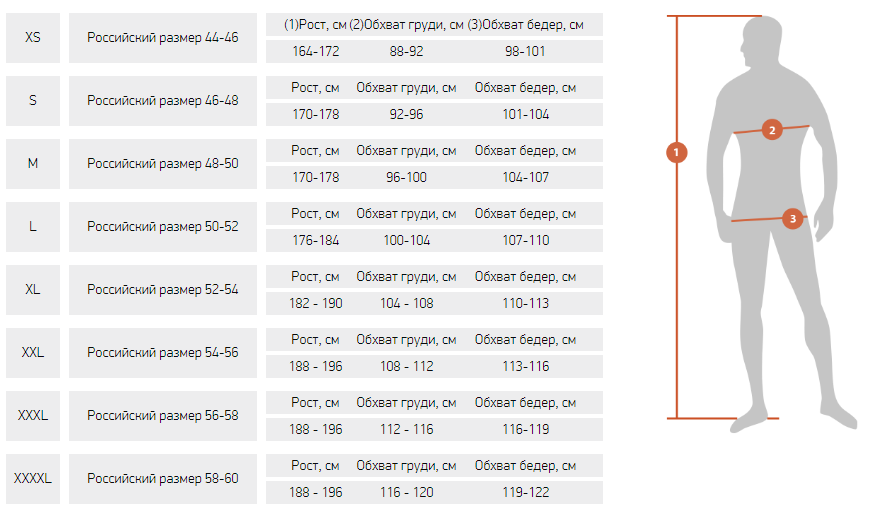 XS Российский размер 44-46 (1)Рост, см (2)Обхват груди, см (3)Обхват бедер, см
164-172 88-92 98-101
S Российский размер 46-48 Рост, см Обхват груди, см Обхват бедер, см
170-178 92-96 101-104
M Российский размер 48-50 Рост, см Обхват груди, см Обхват бедер, см
170-178 96-100 104-107
L Российский размер 50-52 Рост, см Обхват груди, см Обхват бедер, см
176-184 100-104 107-110
XL Российский размер 52-54 Рост, см Обхват груди, см Обхват бедер, см
182 - 190 104 - 108 110-113
XXL Российский размер 54-56 Рост, см Обхват груди, см Обхват бедер, см
188 - 196 108 - 112 113-116
XXXL Российский размер 56-58 Рост, см Обхват груди, см Обхват бедер, см
188 - 196 112 - 116 116-119
XXXXL Российский размер 58-60 Рост, см Обхват груди, см Обхват бедер, см
188 - 196 116 - 120 119-122
2
1
3